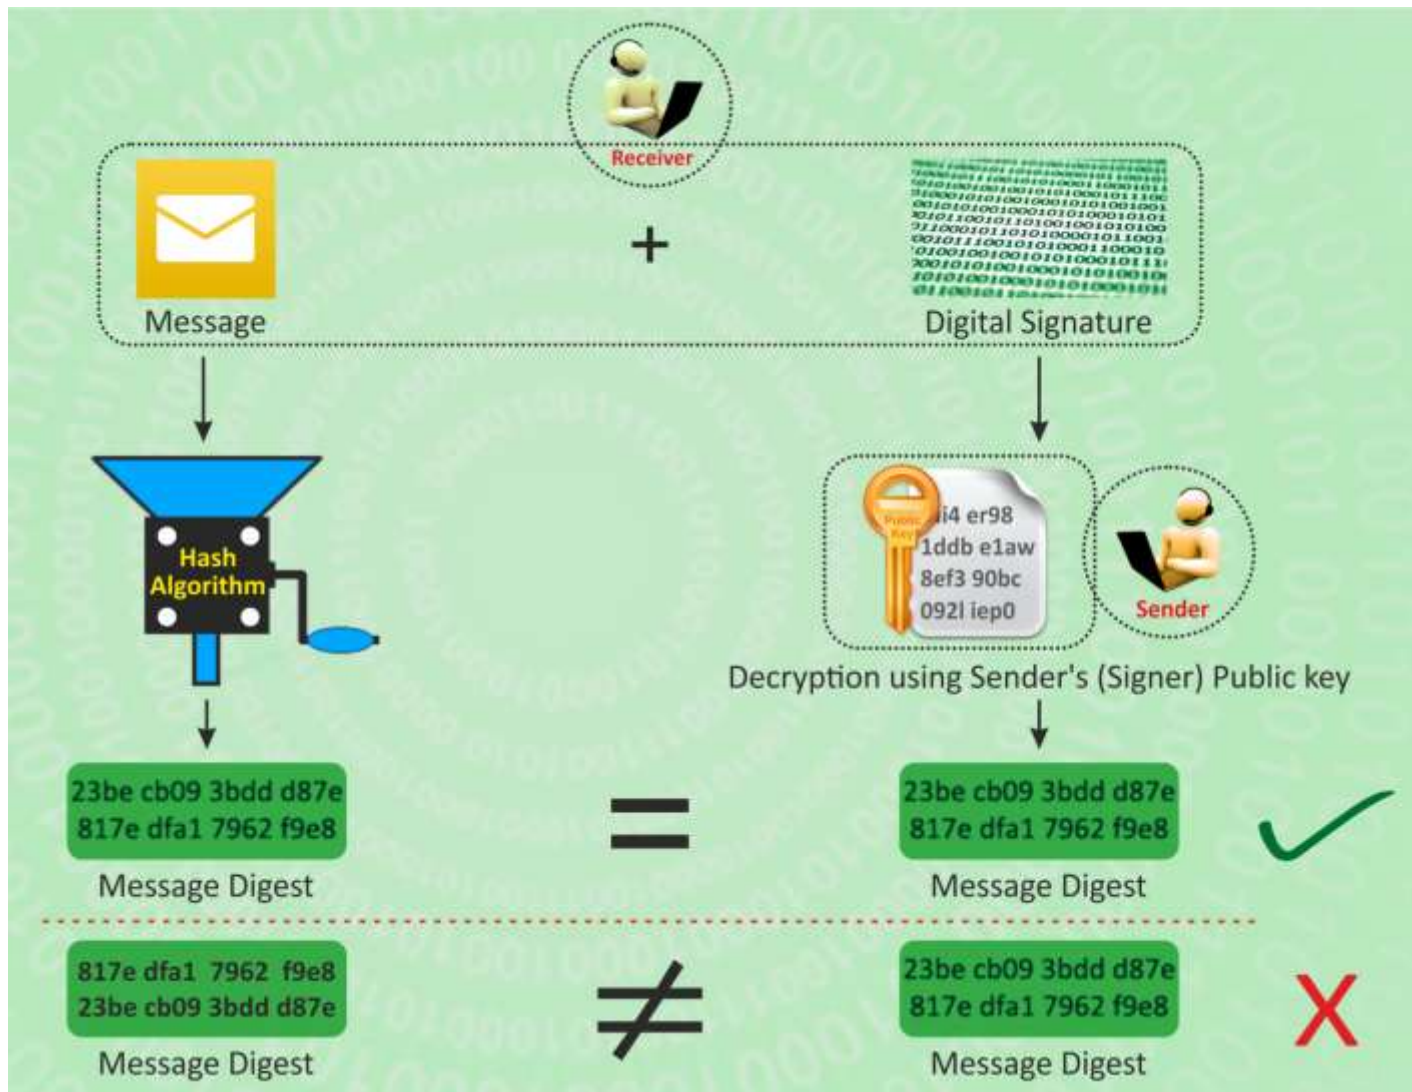 Receiver
+
Message
Digital Signature
Hash
Algorithm
Public
Key
er98
1ddb e1aw
8ef3 90bc
092l iep0
Sender
Decryption using Sender's (Signer) Public key
23be cb09 3bdd d87e
817e dfa1 7962 f9e8
Message Digest
=
23be cb09 3bdd d87e
817e dfa1 7962 f9e8
Message Digest
817e dfa1 7962 f9e8
23be cb09 3bdd d87e
Message Digest
≠
23be cb09 3bdd d87e
817e dfa1 7962 f9e8
Message Digest
X